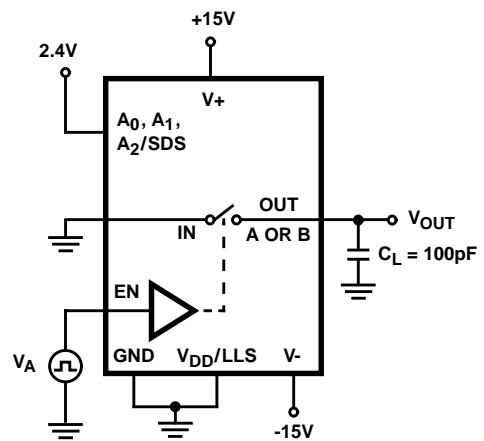 +15V
2.4V
V+
A0, A1,
A2/SDS
OUT
IN
A OR B
VOUT
CL = 100pF
EN
VA
GND
VDD/LLS
V-
-15V